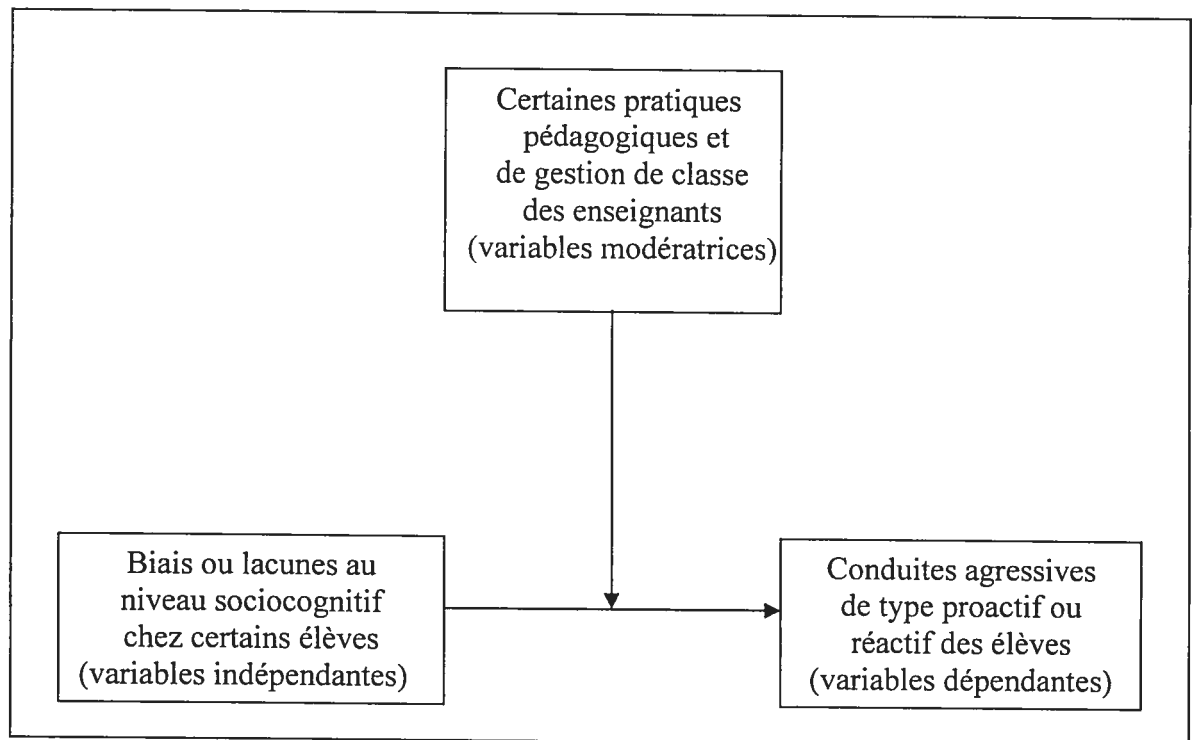 Certaines pratiques
pédagogiques et
de gestion de classe
des enseignants
(variables modératrices)
Biais ou lacunes au
niveau sociocognitif
chez certains élèves
(variables indépendantes)
Conduites agressives
de type proactif ou
réactif des élèves
(variables dépendantes)